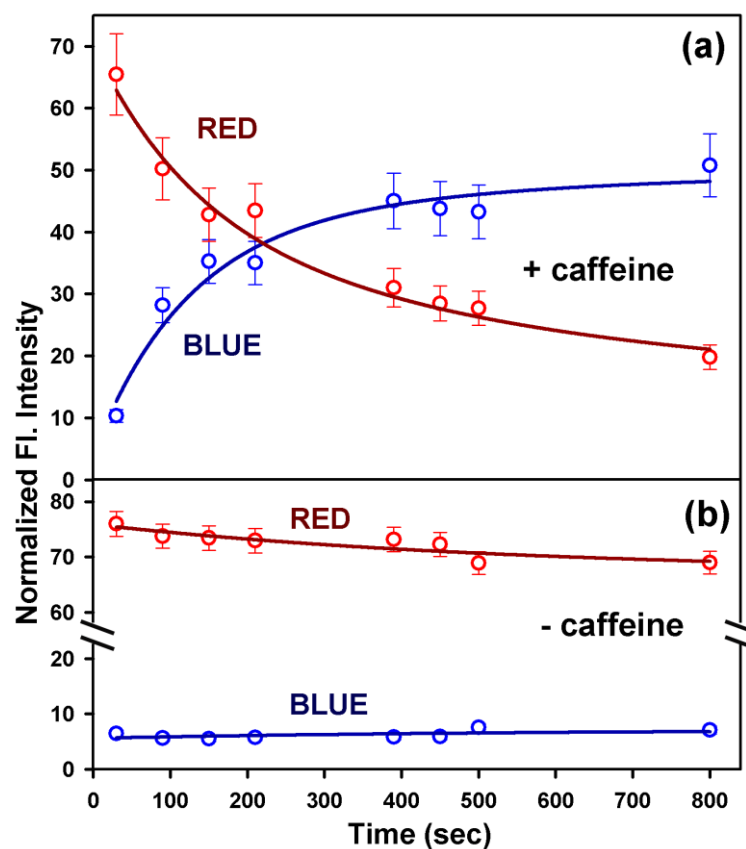 Normalized Fl. Intensity
(a)
70
60
50
40
30
20
10
0
RED
BLUE
+ caffeine
(b)
80
70
60
20
10
0
RED
BLUE
- caffeine
0 100 200 300 400 500 600 700 800
Time (sec)